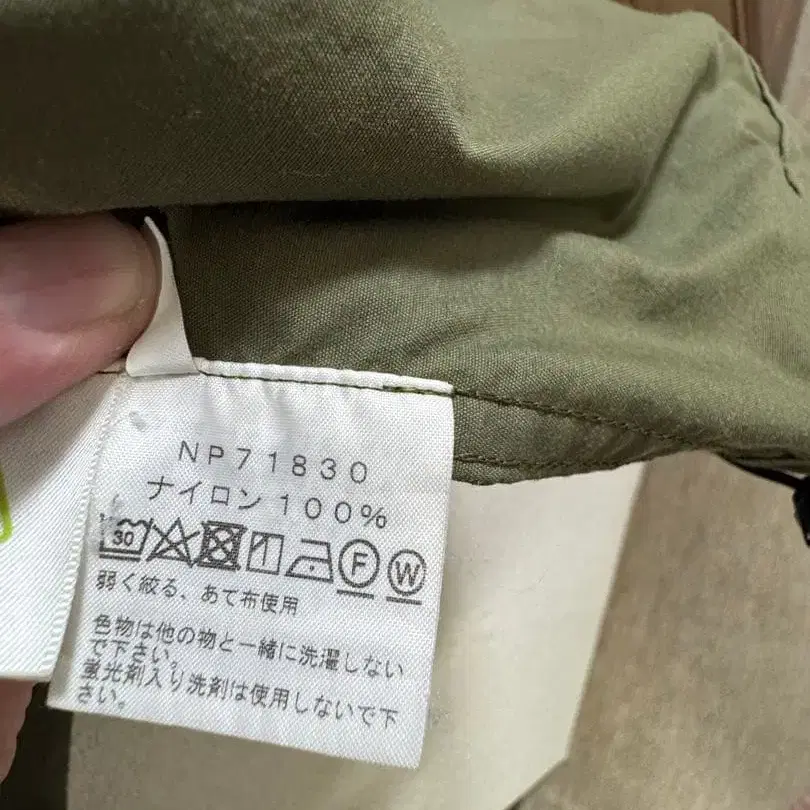 NP71830
ナイロン100%
30 F W
弱く絞る、あて布使用
色物は他の物と一緒に洗濯しない
で下さい。
蛍光剤入り洗剤は使用しないで下
さい。